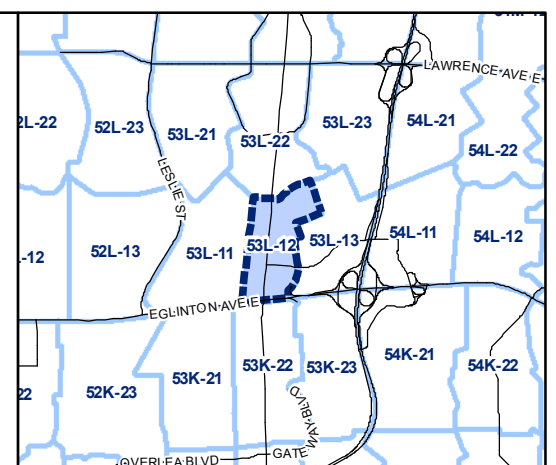 LAWRENCE AVE E
2L-22
52L-23
53L-21
53L-22
53L-23
54L-21
54L-22
LESLIE ST
-12
52L-13
53L-11
53L-12
53L-13
54L-11
54L-12
EGLINTON AVE E
22
52K-23
53K-21
53K-22
53K-23
54K-21
54K-22
OVERLEA BLVD